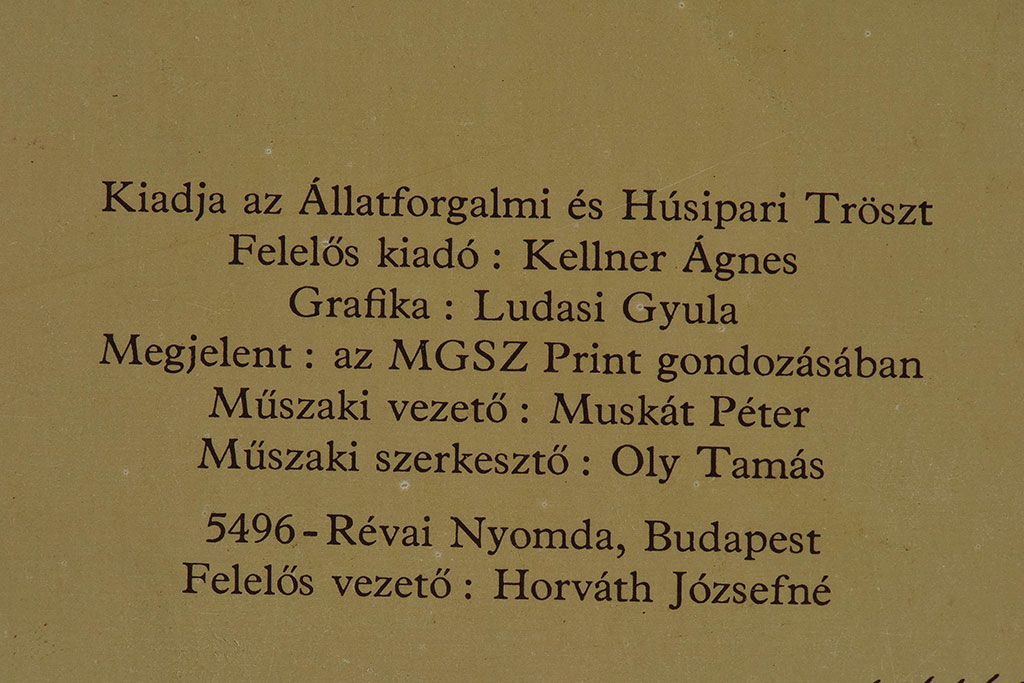 Kiadja az Állatforgalmi és Húsipari Tröszt
Felelős kiadó : Kellner Ágnes
Grafika : Ludasi Gyula
Megjelent : az MGSZ Print gondozásában
Műszaki vezető : Muskát Péter
Műszaki szerkesztő : Oly Tamás
5496 - Révai Nyomda, Budapest
Felelős vezető : Horváth Józsefné